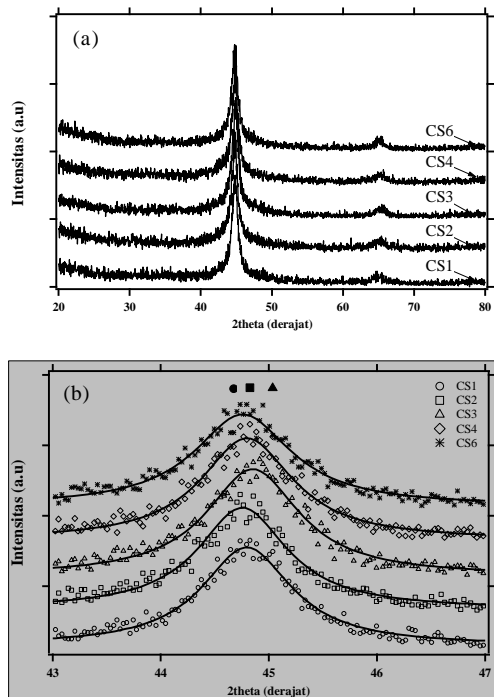 (a)
Intensitas (a.u)
CS6
CS4
CS3
CS2
CS1
20
30
40
50
60
70
80
2theta (derajat)
(b)
CS1
CS2
CS3
CS4
CS6
Intensitas (a.u)
43
44
45
46
47
2theta (derajat)